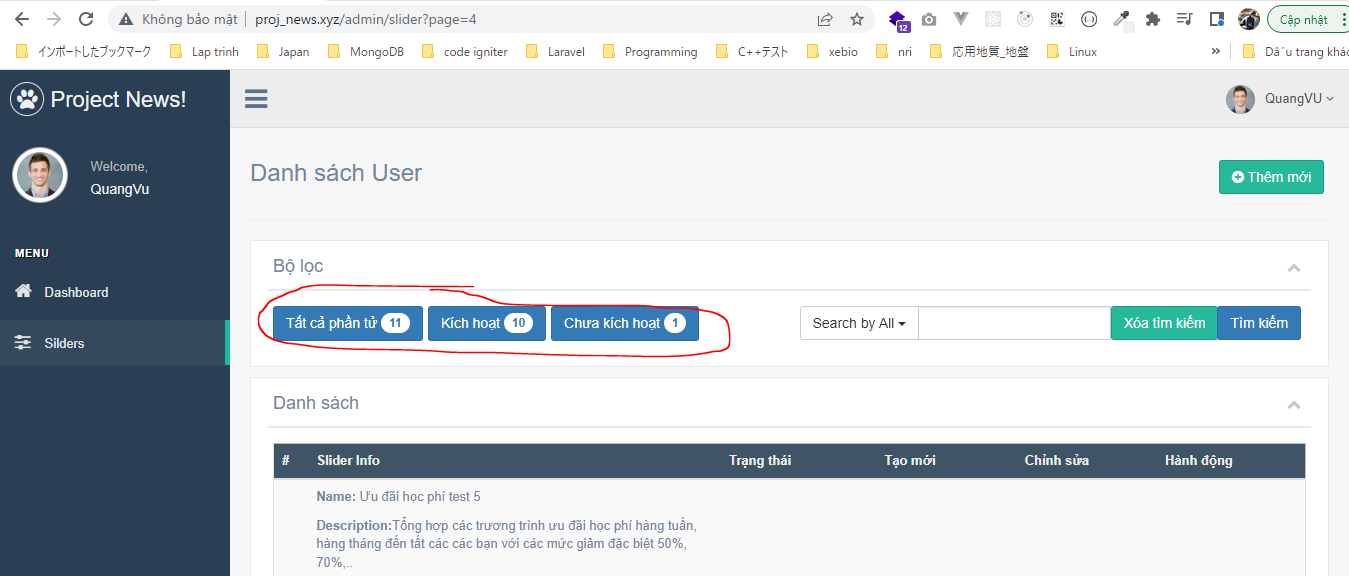 Không bảo mật proj_news.xyz/admin/slider?page=4 12 Cập nhật
インポートしたブックマーク Lap trinh Japan MongoDB code igniter Laravel Programming C++テスト xebio nri 応用地質_地盤 Linux » Dấu trang khác
Project News!
QuangVU
Welcome,
QuangVu
Danh sách User
Thêm mới
MENU
Dashboard
Silders
Bộ lọc
Tất cả phần tử 11 Kích hoạt 10 Chưa kích hoạt 1 Search by All Xóa tìm kiếm Tìm kiếm
Danh sách
# Slider Info Trạng thái Tạo mới Chỉnh sửa Hành động
Name: Ưu đãi học phí test 5
Description:Tổng hợp các trương trình ưu đãi học phí hàng tuần,
hàng tháng đến tất các các bạn với các mức giảm đặc biệt 50%,
70%,..